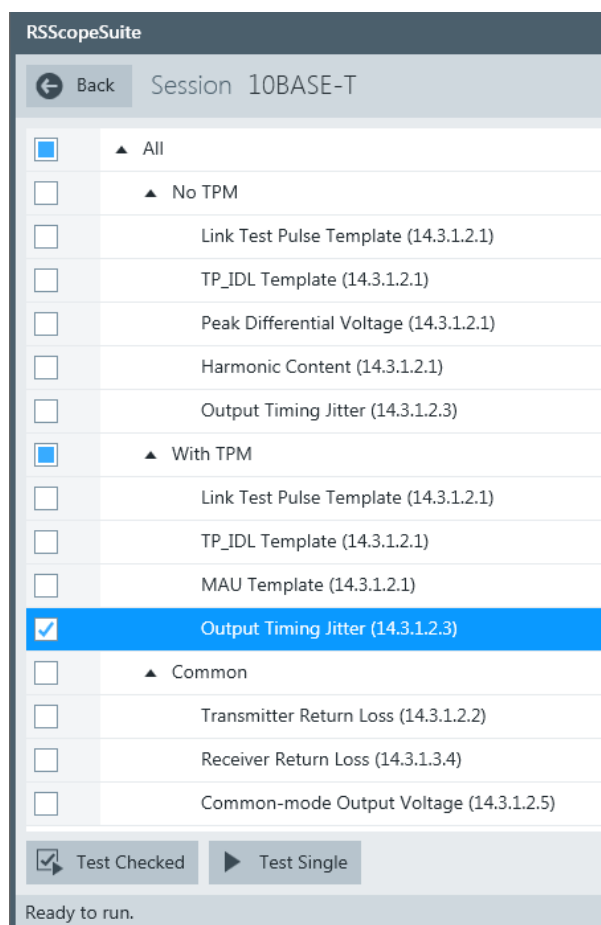 RSScopeSuite
Back Session 10BASE-T
All
No TPM
Link Test Pulse Template (14.3.1.2.1)
TP_IDL Template (14.3.1.2.1)
Peak Differential Voltage (14.3.1.2.1)
Harmonic Content (14.3.1.2.1)
Output Timing Jitter (14.3.1.2.3)
With TPM
Link Test Pulse Template (14.3.1.2.1)
TP_IDL Template (14.3.1.2.1)
MAU Template (14.3.1.2.1)
Output Timing Jitter (14.3.1.2.3)
Common
Transmitter Return Loss (14.3.1.2.2)
Receiver Return Loss (14.3.1.3.4)
Common-mode Output Voltage (14.3.1.2.5)
Test Checked Test Single
Ready to run.